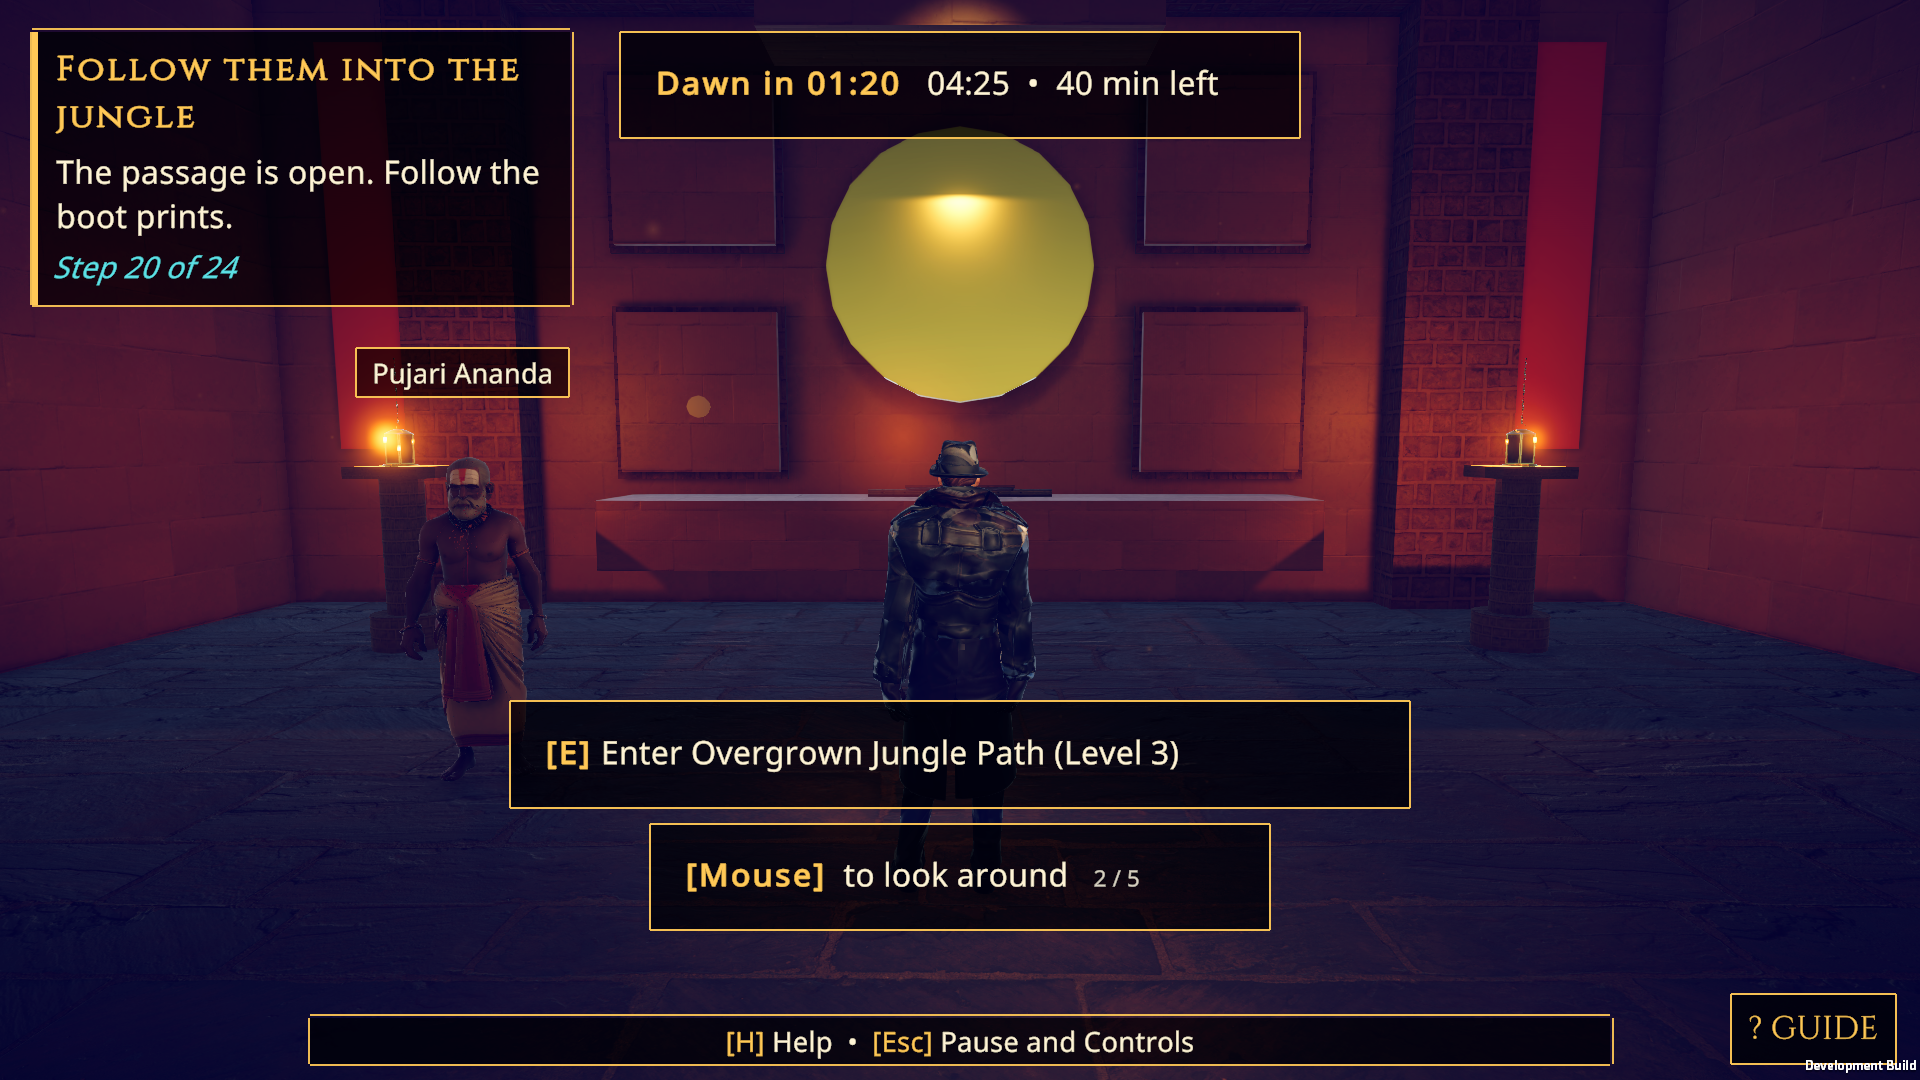 FOLLOW THEM INTO THE
JUNGLE
The passage is open. Follow the
boot prints.
Step 20 of 24
Dawn in 01:20 04:25 • 40 min left
Pujari Ananda
[E] Enter Overgrown Jungle Path (Level 3)
[Mouse] to look around 2 / 5
[H] Help • [Esc] Pause and Controls
? GUIDE
Development Build